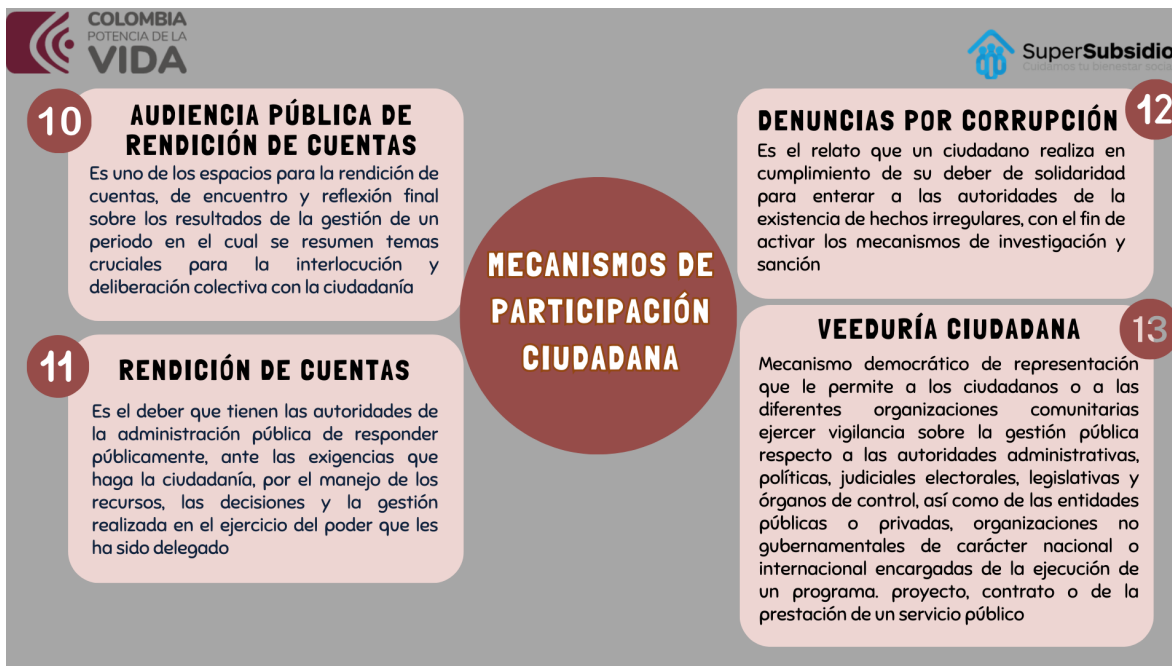 COLOMBIA
POTENCIA DE LA
VIDA
SuperSubsidio
Cuidamos tu bienestar social
10
AUDIENCIA PÚBLICA DE
RENDICIÓN DE CUENTAS
Es uno de los espacios para la rendición de
cuentas, de encuentro y reflexión final
sobre los resultados de la gestión de un
periodo en el cual se resumen temas
cruciales para la interlocución y
deliberación colectiva con la ciudadanía
11
RENDICIÓN DE CUENTAS
Es el deber que tienen las autoridades de
la administración pública de responder
públicamente, ante las exigencias que
haga la ciudadanía, por el manejo de los
recursos, las decisiones y la gestión
realizada en el ejercicio del poder que les
ha sido delegado
MECANISMOS DE
PARTICIPACIÓN
CIUDADANA
12
DENUNCIAS POR CORRUPCIÓN
Es el relato que un ciudadano realiza en
cumplimiento de su deber de solidaridad
para enterar a las autoridades de la
existencia de hechos irregulares, con el fin de
activar los mecanismos de investigación y
sanción
13
VEEDURÍA CIUDADANA
Mecanismo democrático de representación
que le permite a los ciudadanos o a las
diferentes organizaciones comunitarias
ejercer vigilancia sobre la gestión pública
respecto a las autoridades administrativas,
políticas, judiciales electorales, legislativas y
órganos de control, así como de las entidades
públicas o privadas, organizaciones no
gubernamentales de carácter nacional o
internacional encargadas de la ejecución de
un programa. proyecto, contrato o de la
prestación de un servicio público